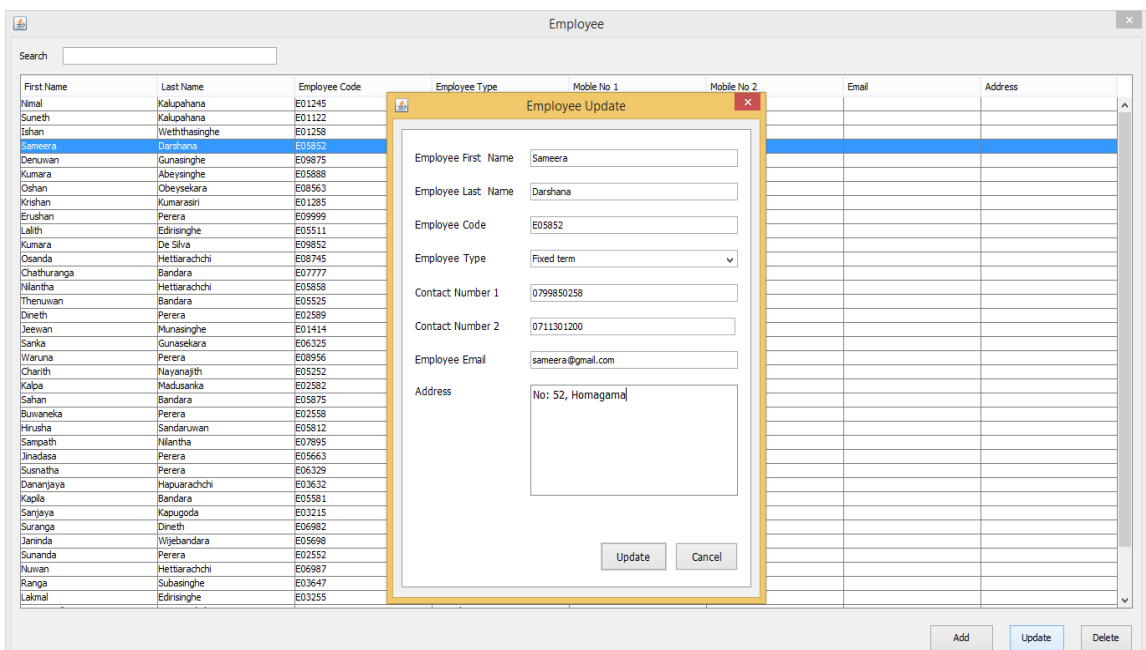 Employee
Search
First Name Last Name Employee Code Employee Type Moble No 1 Mobile No 2 Email Address
Nimal Kalupahana E01245
Suneth Kalupahana E01122
Ishan Weththasinghe E01258
Sameera Darshana E05852
Denuwan Gunasinghe E09875
Kumara Abeysinghe E05888
Oshan Obeysekara E08563
Krishan Kumarasiri E01285
Erushan Perera E09999
Lalith Edirisinghe E05511
Kumara De Silva E09852
Osanda Hettiarachchi E08745
Chathuranga Bandara E07777
Nilantha Hettiarachchi E05858
Thenuwan Bandara E05525
Dineth Perera E02589
Jeewan Munasinghe E01414
Sanka Gunasekara E06325
Waruna Perera E08956
Charith Nayanajith E05252
Kalpa Madusanka E02582
Sahan Bandara E05875
Buwaneka Perera E02558
Hirusha Sandaruwan E05812
Sampath Nilantha E07895
Jinadasa Perera E05663
Susnatha Perera E06329
Dananjaya Hapuarachchi E03632
Kapila Bandara E05581
Sanjaya Kapugoda E03215
Suranga Dineth E06982
Janinda Wijebandara E05698
Sunanda Perera E02552
Nuwan Hettiarachchi E06987
Ranga Subasinghe E03647
Lakmal Edirisinghe E03255
Employee Update
Employee First Name Sameera
Employee Last Name Darshana
Employee Code E05852
Employee Type Fixed term
Contact Number 1 0799850258
Contact Number 2 0711301200
Employee Email sameera@gmail.com
Address No: 52, Homagama
Update Cancel
Add Update Delete